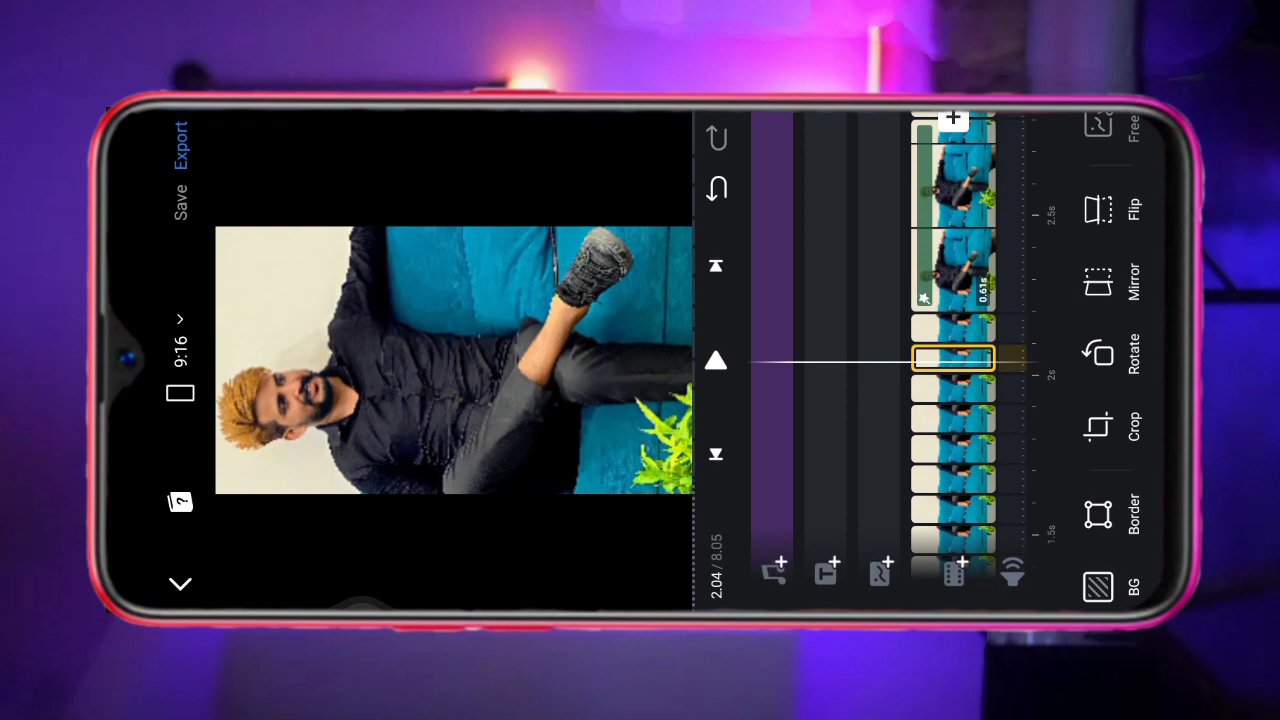 9:16
Save
Export
?
2.04 / 8.05
T
0.61s
1.5s
2s
2.5s
BG
Border
Crop
Rotate
Mirror
Flip
Free